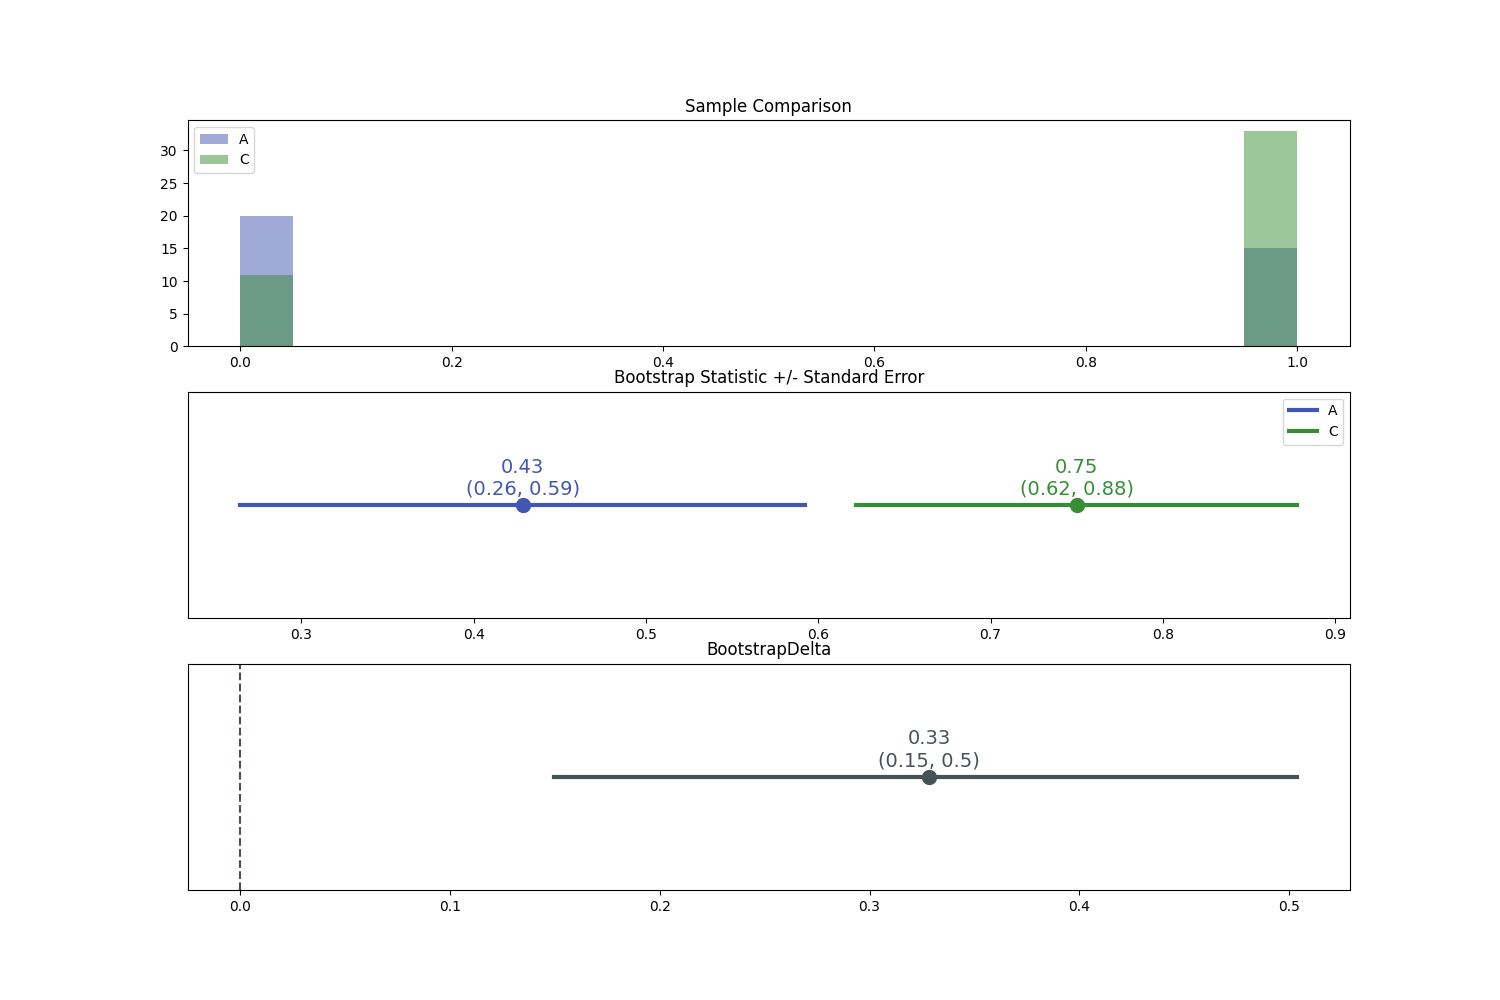 Sample Comparison
A
C
30
25
20
15
10
5
0
0.0 0.2 0.4 0.6 0.8 1.0
Bootstrap Statistic +/- Standard Error
A
C
0.43
(0.26, 0.59)
0.75
(0.62, 0.88)
0.3 0.4 0.5 0.6 0.7 0.8 0.9
BootstrapDelta
0.33
(0.15, 0.5)
0.0 0.1 0.2 0.3 0.4 0.5